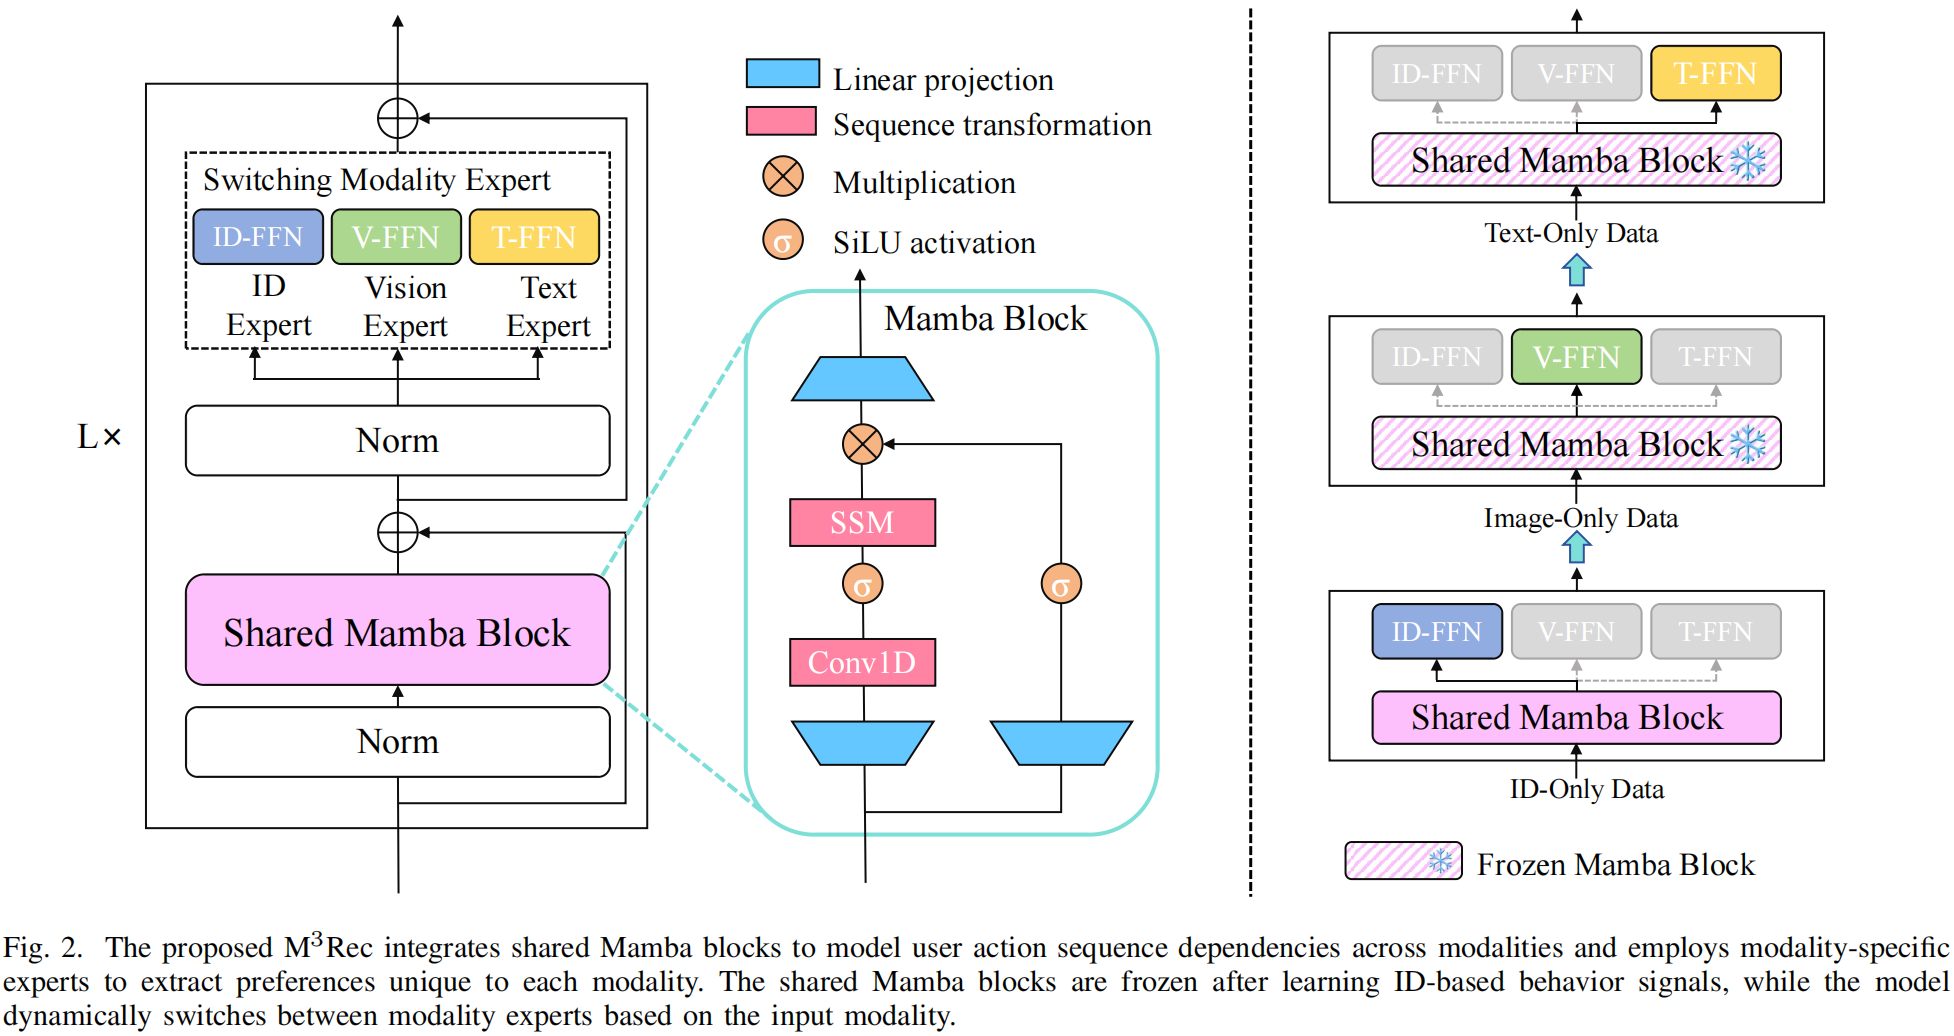 Switching Modality Expert
ID-FFN V-FFN T-FFN
ID Expert
Vision Expert
Text Expert
Norm
L×
Shared Mamba Block
Norm
Linear projection
Sequence transformation
Multiplication
σ SiLU activation
Mamba Block
SSM
σ σ
Conv1D
ID-FFN V-FFN T-FFN
Shared Mamba Block
Text-Only Data
ID-FFN V-FFN T-FFN
Shared Mamba Block
Image-Only Data
ID-FFN V-FFN T-FFN
Shared Mamba Block
ID-Only Data
Frozen Mamba Block
Fig. 2. The proposed M³Rec integrates shared Mamba blocks to model user action sequence dependencies across modalities and employs modality-specific
experts to extract preferences unique to each modality. The shared Mamba blocks are frozen after learning ID-based behavior signals, while the model
dynamically switches between modality experts based on the input modality.